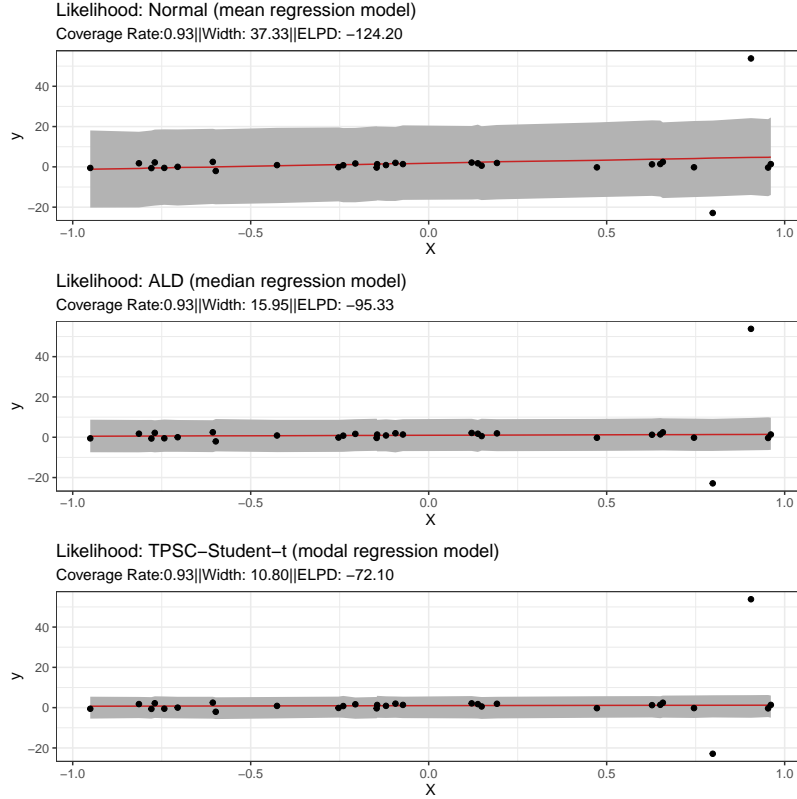 Likelihood: Normal (mean regression model)
Coverage Rate:0.93||Width: 37.33||ELPD: −124.20
40
20
0
−20
y
−1.0 −0.5 0.0 0.5 1.0
X
Likelihood: ALD (median regression model)
Coverage Rate:0.93||Width: 15.95||ELPD: −95.33
40
20
0
−20
y
−1.0 −0.5 0.0 0.5 1.0
X
Likelihood: TPSC−Student−t (modal regression model)
Coverage Rate:0.93||Width: 10.80||ELPD: −72.10
40
20
0
−20
y
−1.0 −0.5 0.0 0.5 1.0
X